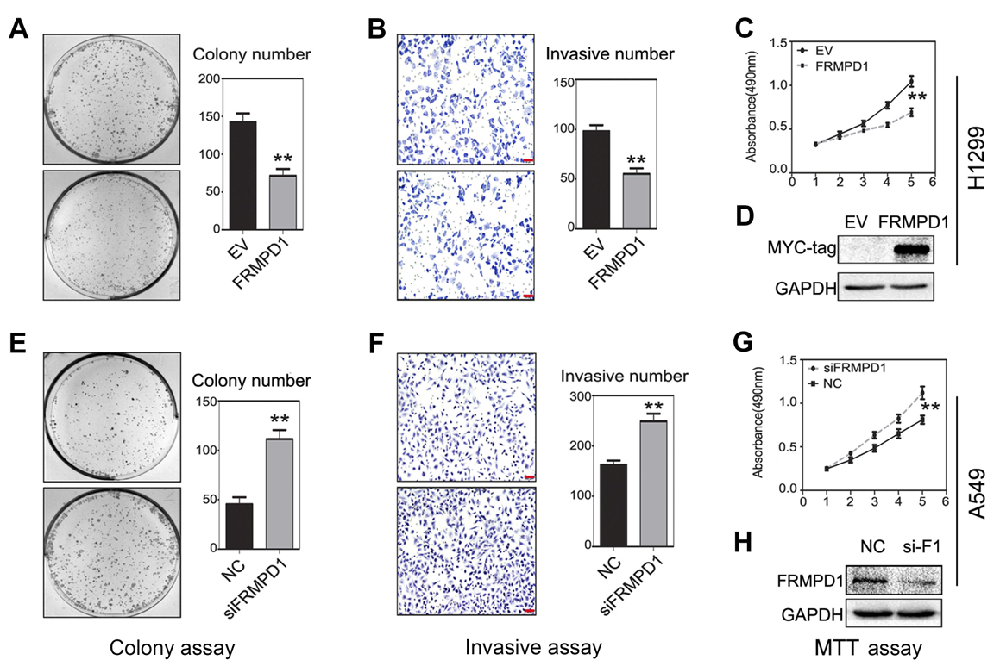 A
Colony number
200
150
100
50
0
**
EV
FRMPD1
B
Invasive number
150
100
50
0
**
EV
FRMPD1
C
1.5
1.0
0.5
0.0
Absorbance(490nm)
EV
FRMPD1
**
0 1 2 3 4 5 6
D
EV FRMPD1
MYC-tag
GAPDH
H1299
E
Colony number
150
100
50
0
**
NC
siFRMPD1
F
Invasive number
300
200
100
0
**
NC
siFRMPD1
G
1.5
1.0
0.5
0.0
Absorbance(490nm)
siFRMPD1
NC
**
0 1 2 3 4 5 6
H
NC si-F1
FRMPD1
GAPDH
A549
Colony assay
Invasive assay
MTT assay